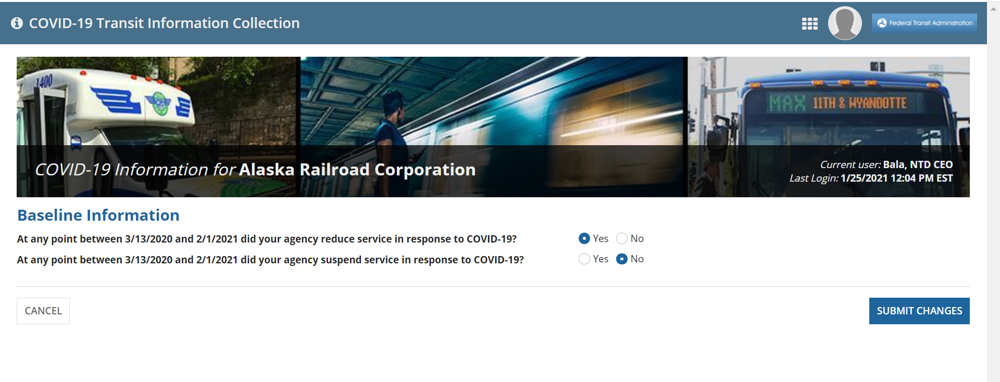 COVID-19 Transit Information Collection
Federal Transit Administration
1400
MAX 11TH & WYANDOTTE
COVID-19 Information for Alaska Railroad Corporation
Current user: Bala, NTD CEO
Last Login: 1/25/2021 12:04 PM EST
Baseline Information
At any point between 3/13/2020 and 2/1/2021 did your agency reduce service in response to COVID-19? Yes No
At any point between 3/13/2020 and 2/1/2021 did your agency suspend service in response to COVID-19? Yes No
CANCEL SUBMIT CHANGES